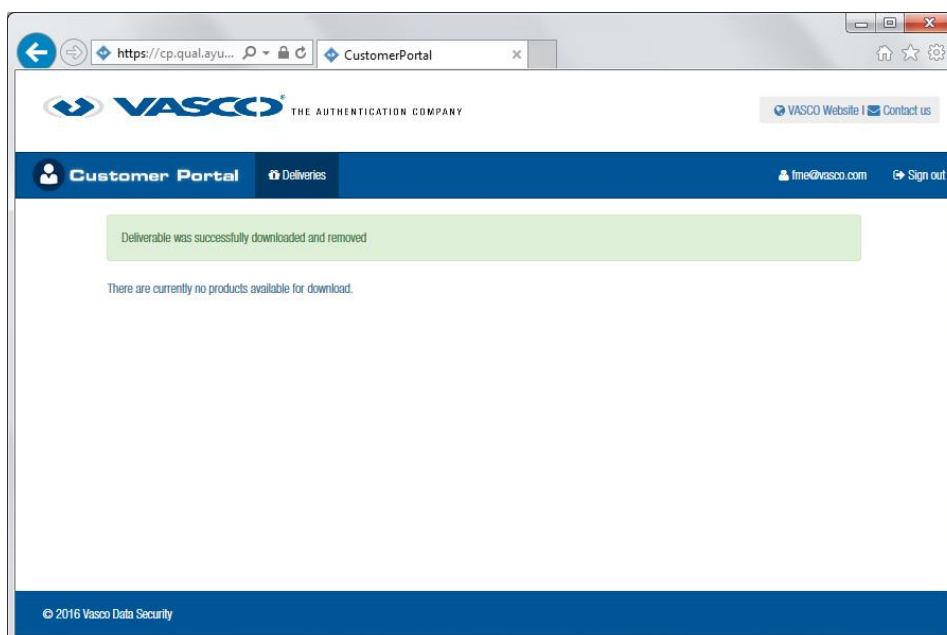 https://cp.qual.ayu...
CustomerPortal
VASCO® THE AUTHENTICATION COMPANY
VASCO Website | Contact us
Customer Portal
Deliveries
fme@vasco.com
Sign out
Deliverable was successfully downloaded and removed
There are currently no products available for download.
© 2016 Vasco Data Security